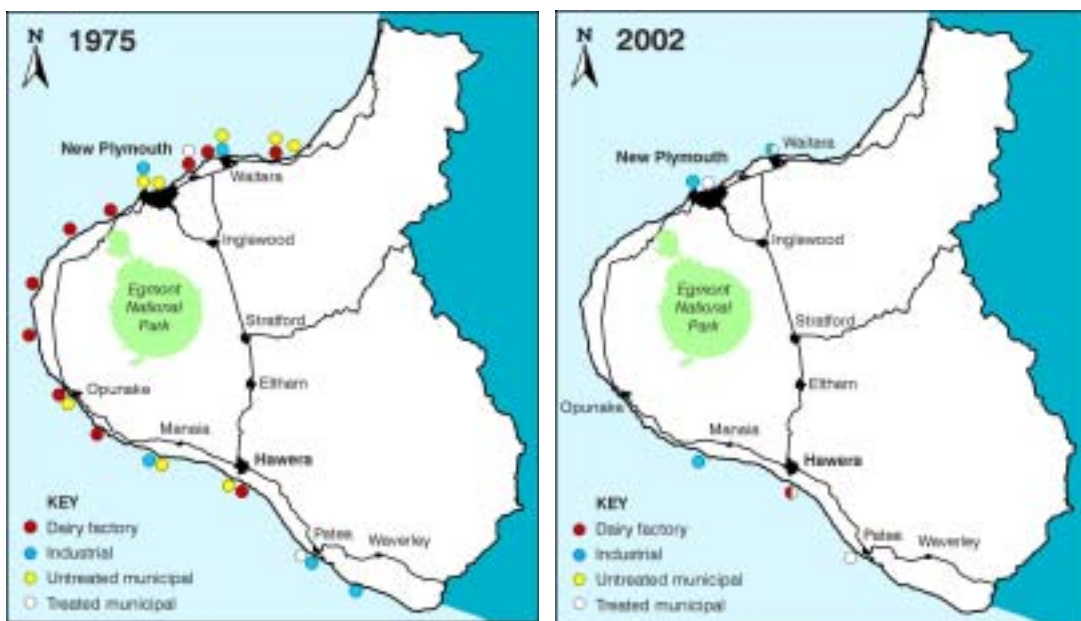 N
1975
New Plymouth
Waitara
Inglewood
Egmont
National
Park
Stratford
Opunake
Eltham
Manaia
Hawera
KEY
Dairy factory
Industrial
Untreated municipal
Treated municipal
Patea
Waverley
N
2002
Waitara
New Plymouth
Inglewood
Egmont
National
Park
Stratford
Eltham
Opunake
Manaia
Hawera
KEY
Dairy factory
Industrial
Untreated municipal
Treated municipal
Patea
Waverley